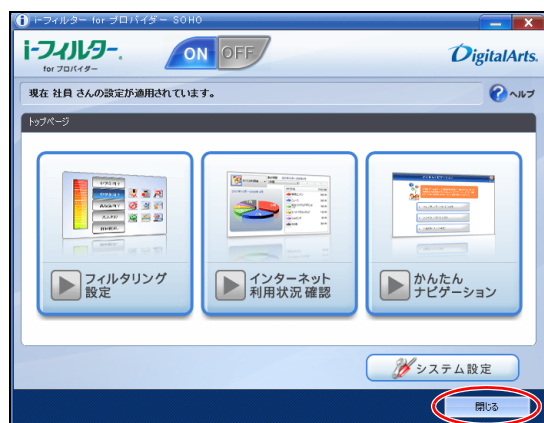 i-フィルター for プロバイダー SOHO
i-フィルター®
for プロバイダー
ON OFF
DigitalArts.
現在 社員 さんの設定が適用されています。
ヘルプ
トップページ
フィルタリング
設定
インターネット
利用状況 確認
かんたん
ナビゲーション
システム設定
閉じる